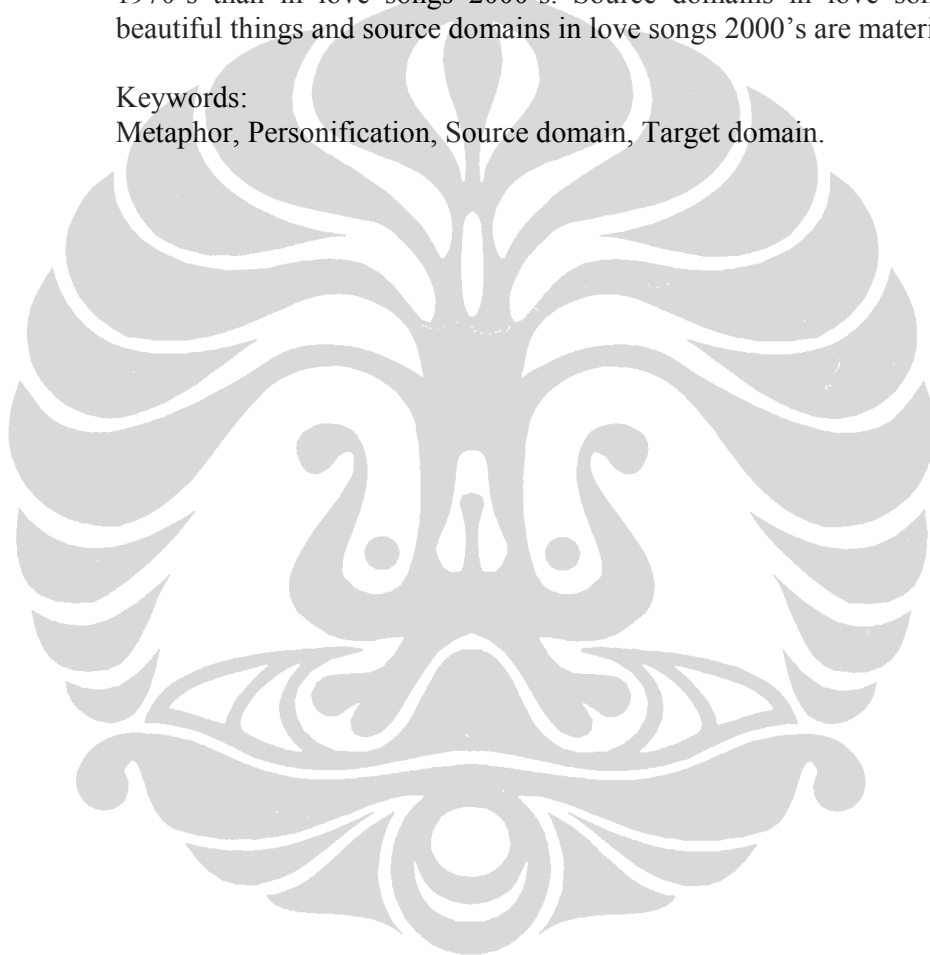 1970's than in love songs 2000's. Source domains in love son
beautiful things and source domains in love songs 2000's are materi
Keywords:
Metaphor, Personification, Source domain, Target domain.